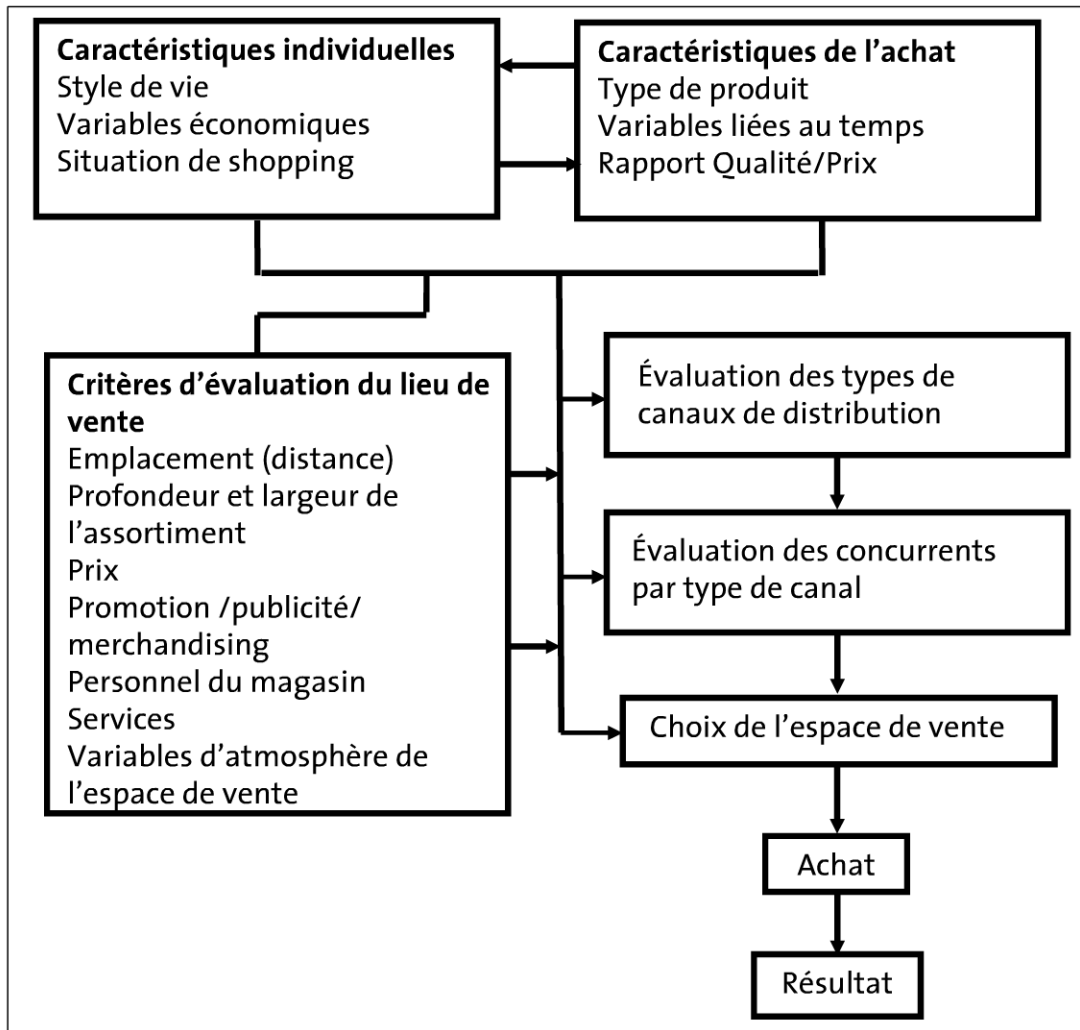 Caractéristiques individuelles
Style de vie
Variables économiques
Situation de shopping
Caractéristiques de l’achat
Type de produit
Variables liées au temps
Rapport Qualité/Prix
Critères d’évaluation du lieu de
vente
Emplacement (distance)
Profondeur et largeur de
l’assortiment
Prix
Promotion /publicité/
merchandising
Personnel du magasin
Services
Variables d’atmosphère de
l’espace de vente
Évaluation des types de
canaux de distribution
Évaluation des concurrents
par type de canal
Choix de l’espace de vente
Achat
Résultat